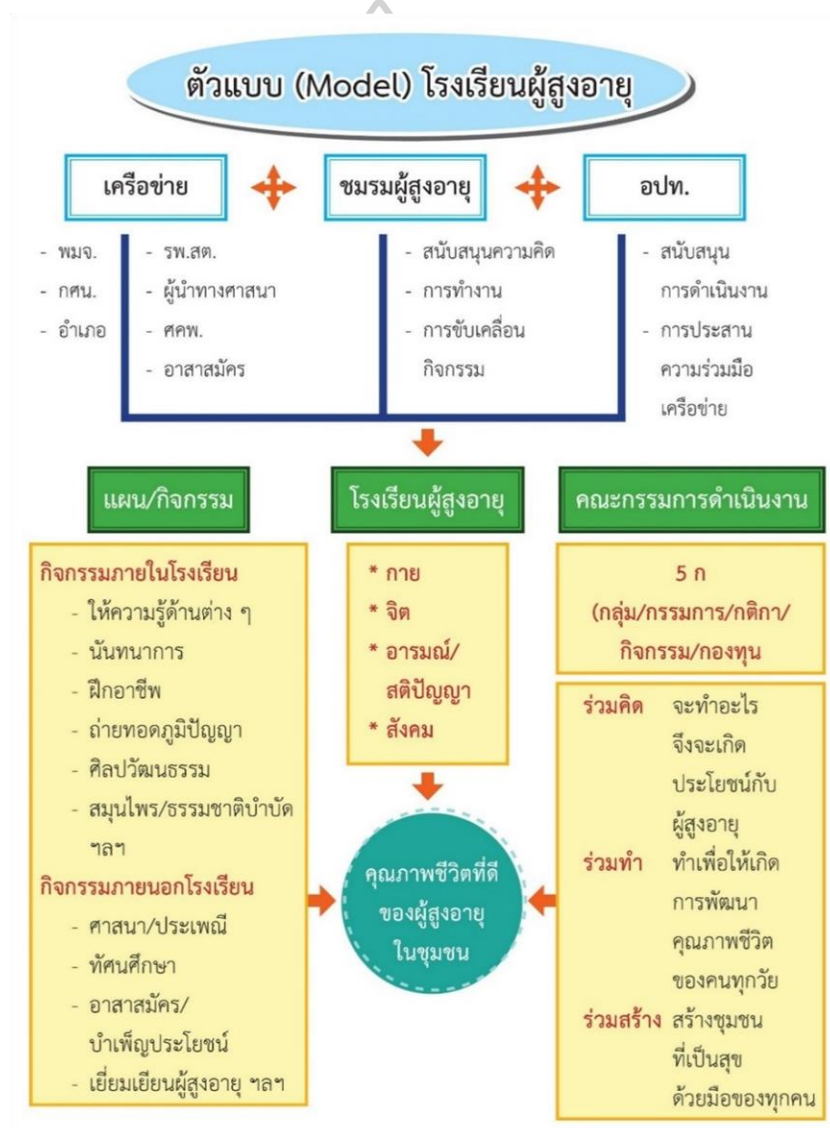 ตัวแบบ (Model) โรงเรียนผู้สูงอายุ
เครือข่าย
- พมจ.
- กศน.
- อำเภอ
- รพ.สต.
- ผู้นำทางศาสนา
- ศคพ.
- อาสาสมัคร
ชมรมผู้สูงอายุ
- สนับสนุนความคิด
- การทำงาน
- การขับเคลื่อน
กิจกรรม
อปท.
- สนับสนุน
การดำเนินงาน
- การประสาน
ความร่วมมือ
เครือข่าย
แผน/กิจกรรม
กิจกรรมภายในโรงเรียน
- ให้ความรู้ด้านต่าง ๆ
- นันทนาการ
- ฝึกอาชีพ
- ถ่ายทอดภูมิปัญญา
- ศิลปวัฒนธรรม
- สมุนไพร/ธรรมชาติบำบัด
ฯลฯ
กิจกรรมภายนอกโรงเรียน
- ศาสนา/ประเพณี
- ทัศนศึกษา
- อาสาสมัคร/
บำเพ็ญประโยชน์
- เยี่ยมเยียนผู้สูงอายุ ฯลฯ
โรงเรียนผู้สูงอายุ
* กาย
* จิต
* อารมณ์/
สติปัญญา
* สังคม
คุณภาพชีวิตที่ดี
ของผู้สูงอายุ
ในชุมชน
คณะกรรมการดำเนินงาน
5 ก
(กลุ่ม/กรรมการ/กติกา/
กิจกรรม/กองทุน
ร่วมคิด จะทำอะไร
จึงจะเกิด
ประโยชน์กับ
ผู้สูงอายุ
ร่วมทำ ทำเพื่อให้เกิด
การพัฒนา
คุณภาพชีวิต
ของคนทุกวัย
ร่วมสร้าง สร้างชุมชน
ที่เป็นสุข
ด้วยมือของทุกคน